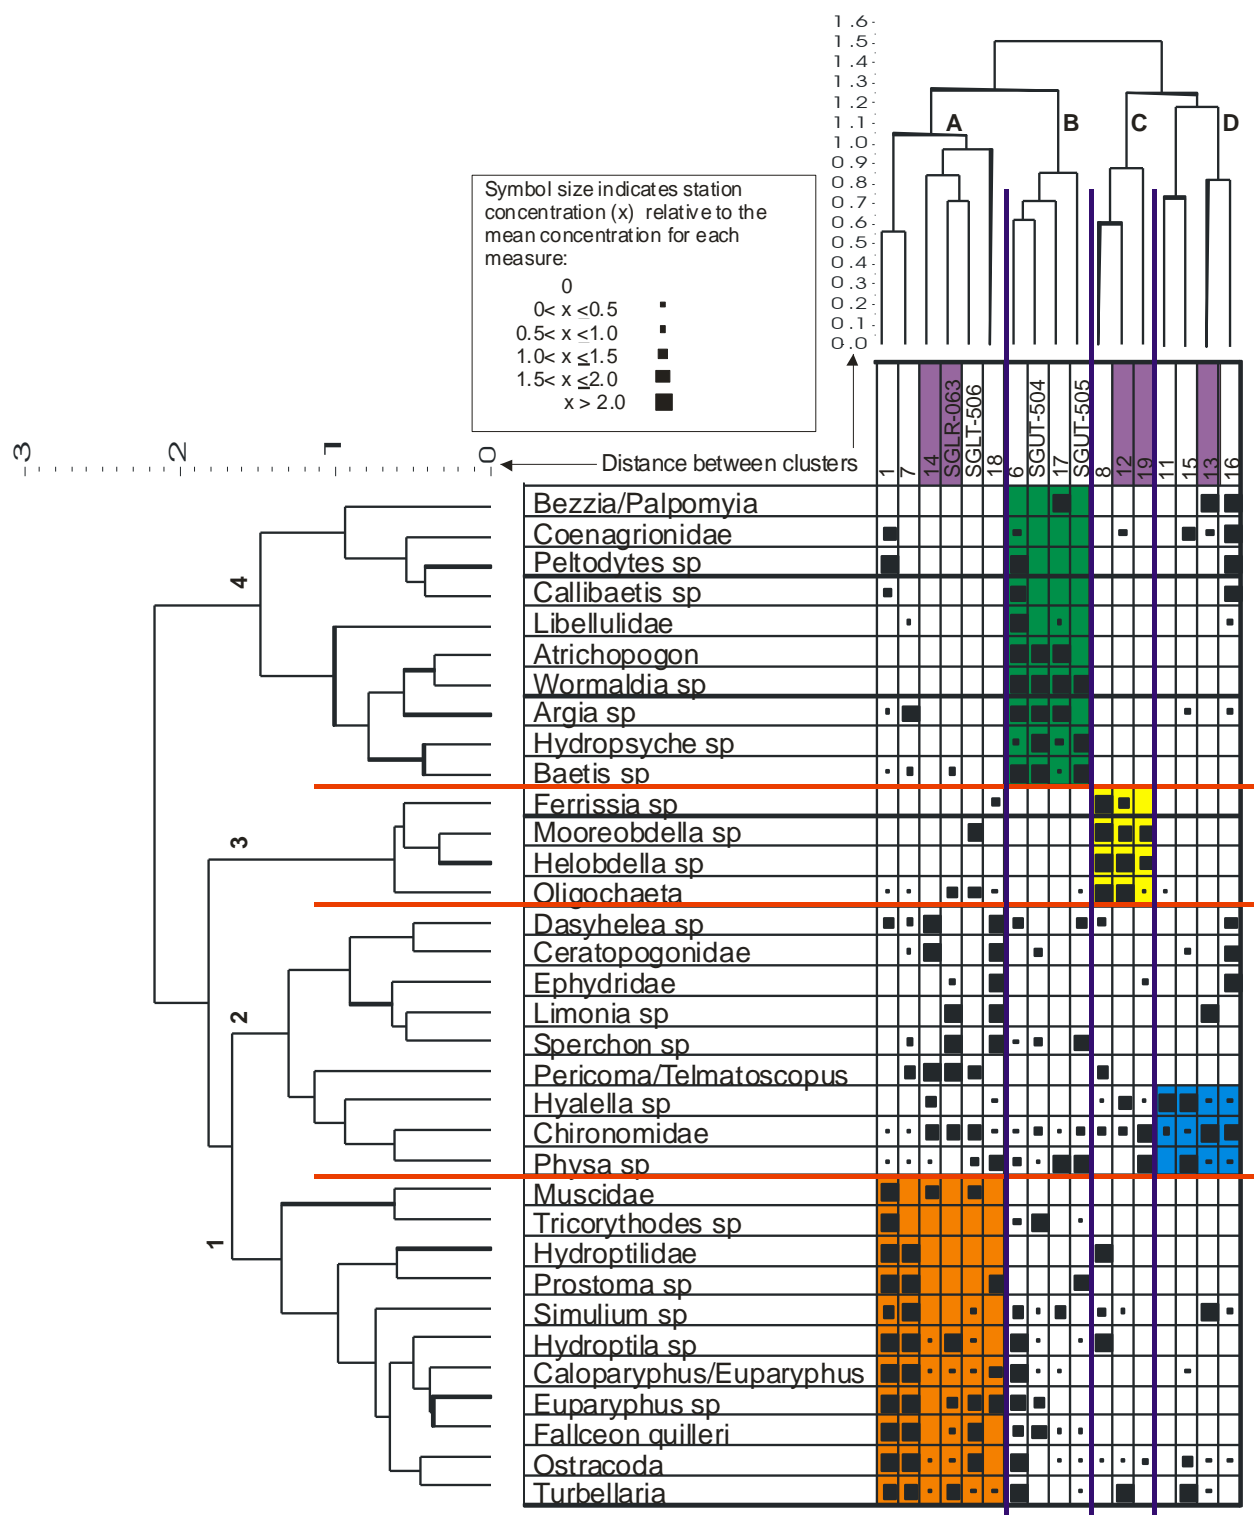 1.6
1.5
1.4
1.3
1.2
1.1
1.0
0.9
0.8
0.7
0.6
0.5
0.4
0.3
0.2
0.1
0.0
A
B
C
D
Symbol size indicates station
concentration (x) relative to the
mean concentration for each
measure:
0
0< x ≤0.5
0.5< x ≤1.0
1.0< x ≤1.5
1.5< x ≤2.0
x > 2.0
3
2
1
0
Distance between clusters
1
7
14
SGLR-063
SGLT-506
18
6
SGUT-504
17
SGUT-505
8
12
19
11
15
13
16
4
3
2
1
Bezzia/Palpomyia
Coenagrionidae
Peltodytes sp
Callibaetis sp
Libellulidae
Atrichopogon
Wormaldia sp
Argia sp
Hydropsyche sp
Baetis sp
Ferrissia sp
Mooreobdella sp
Helobdella sp
Oligochaeta
Dasyhelea sp
Ceratopogonidae
Ephydridae
Limonia sp
Sperchon sp
Pericoma/Telmatoscopus
Hyalella sp
Chironomidae
Physa sp
Muscidae
Tricorythodes sp
Hydroptilidae
Prostoma sp
Simulium sp
Hydroptila sp
Caloparyphus/Euparyphus
Euparyphus sp
Fallceon quilleri
Ostracoda
Turbellaria